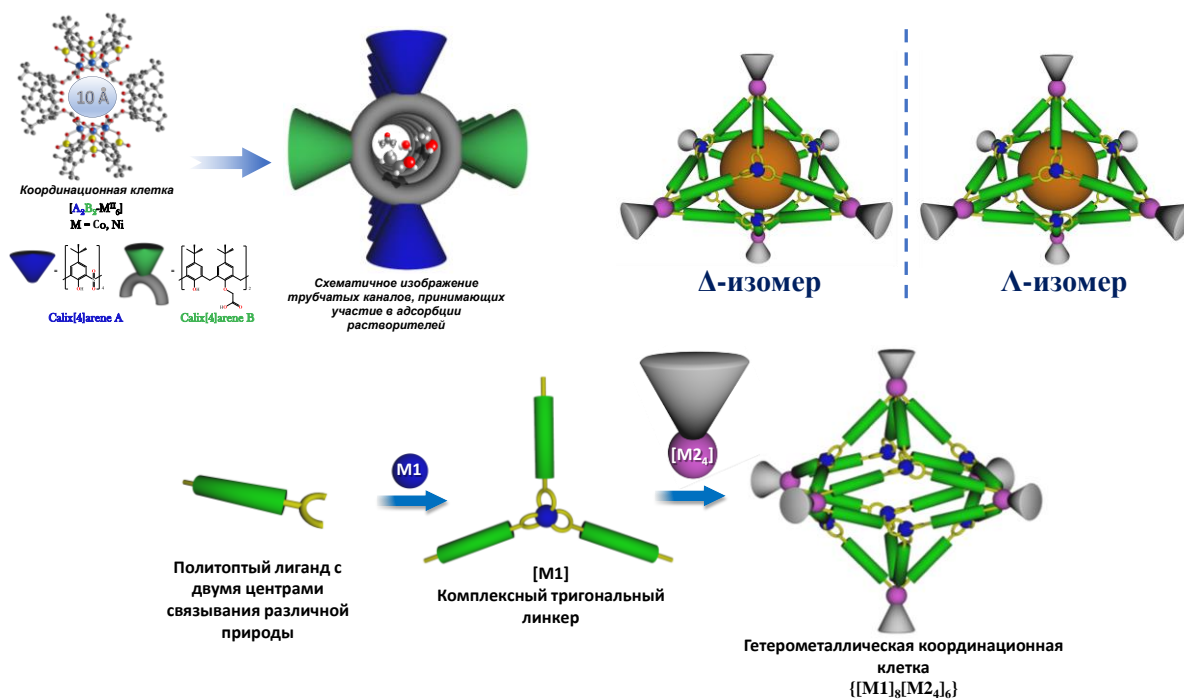 10 Å
Координационная клетка
[A₂B₂-Mᴵᴵ₆]
M = Co, Ni
Calix[4]arene A
Calix[4]arene B
Схематичное изображение
трубчатых каналов, принимающих
участие в адсорбции
растворителей
Δ-изомер
Λ-изомер
Политоптый лиганд с
двумя центрами
связывания различной
природы
M1
[M1]
Комплексный тригональный
линкер
[M2₄]
Гетерометаллическая координационная
клетка
{[M1]₈[M2₄]₆}